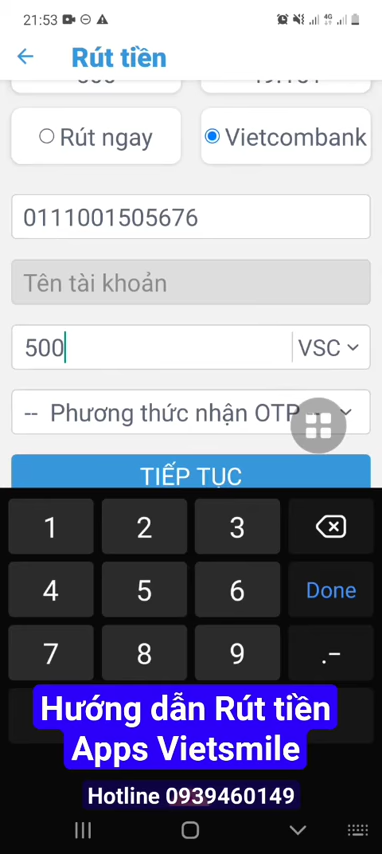 21:53
4G
Rút tiền
Rút ngay
Vietcombank
0111001505676
Tên tài khoản
500
VSC
-- Phương thức nhận OTP
TIẾP TỤC
1 2 3
4 5 6 Done
7 8 9 .-
Hướng dẫn Rút tiền
Apps Vietsmile
Hotline 0939460149